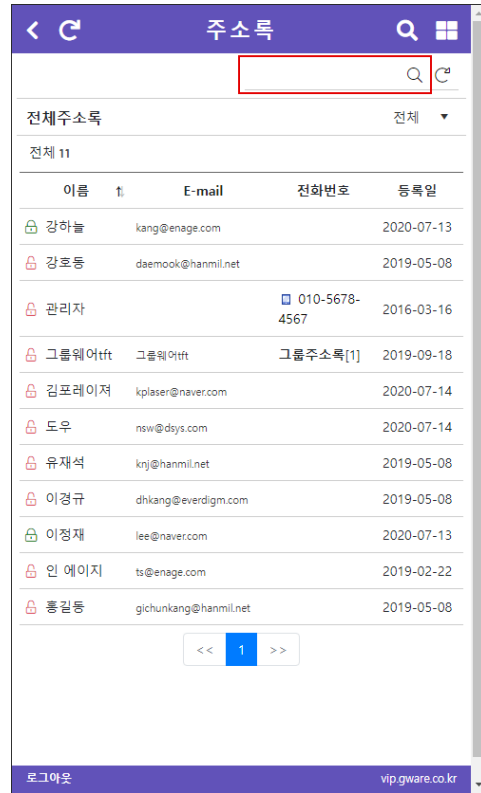 주소록
전체주소록 전체
전체 11
이름 E-mail 전화번호 등록일
강하늘 kang@enage.com 2020-07-13
강호동 daemook@hanmil.net 2019-05-08
관리자 010-5678-4567 2016-03-16
그룹웨어tft 그룹웨어tft 그룹주소록[1] 2019-09-18
김포레이져 kplaser@naver.com 2020-07-14
도우 nsw@dsys.com 2020-07-14
유재석 knj@hanmil.net 2019-05-08
이경규 dhkang@everdigm.com 2019-05-08
이정재 lee@naver.com 2020-07-13
인 에이지 ts@enage.com 2019-02-22
홍길동 gichunkang@hanmil.net 2019-05-08
<< 1 >>
로그아웃 vip.gware.co.kr